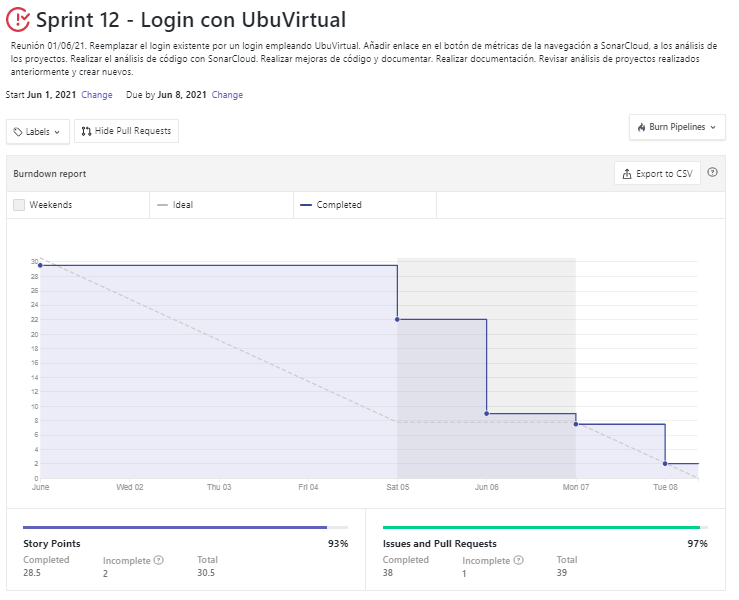 Sprint 12 - Login con UbuVirtual
Reunión 01/06/21. Reemplazar el login existente por un login empleando UbuVirtual. Añadir enlace en el botón de métricas de la navegación a SonarCloud, a los análisis de
los proyectos. Realizar el análisis de código con SonarCloud. Realizar mejoras de código y documentar. Realizar documentación. Revisar análisis de proyectos realizados
anteriormente y crear nuevos.
Start Jun 1, 2021 Change Due by Jun 8, 2021 Change
Labels Hide Pull Requests Burn Pipelines
Burndown report Export to CSV
Weekends Ideal Completed
30
28
26
24
22
20
18
16
14
12
10
8
6
4
2
0
June Wed 02 Thu 03 Fri 04 Sat 05 Jun 06 Mon 07 Tue 08
Story Points 93%
Completed Incomplete Total
28.5 2 30.5
Issues and Pull Requests 97%
Completed Incomplete Total
38 1 39